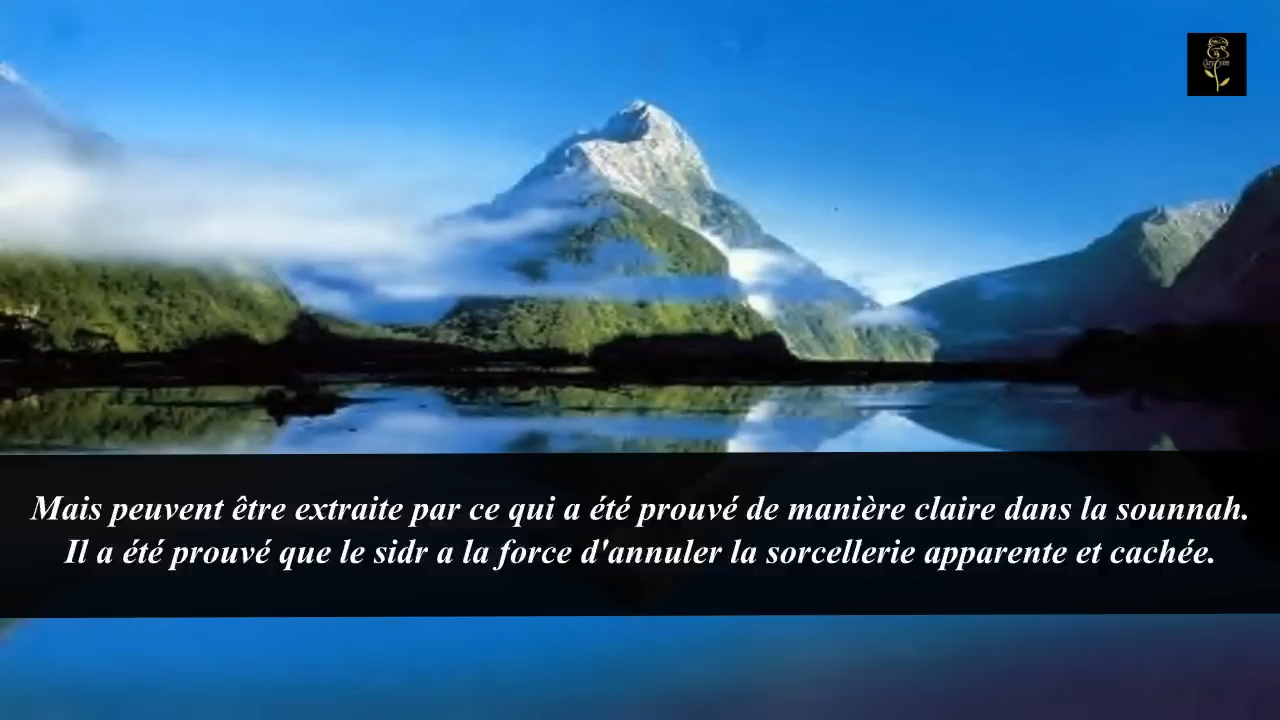 Mais peuvent être extraite par ce qui a été prouvé de manière claire dans la sounnah.
Il a été prouvé que le sidr a la force d'annuler la sorcellerie apparente et cachée.